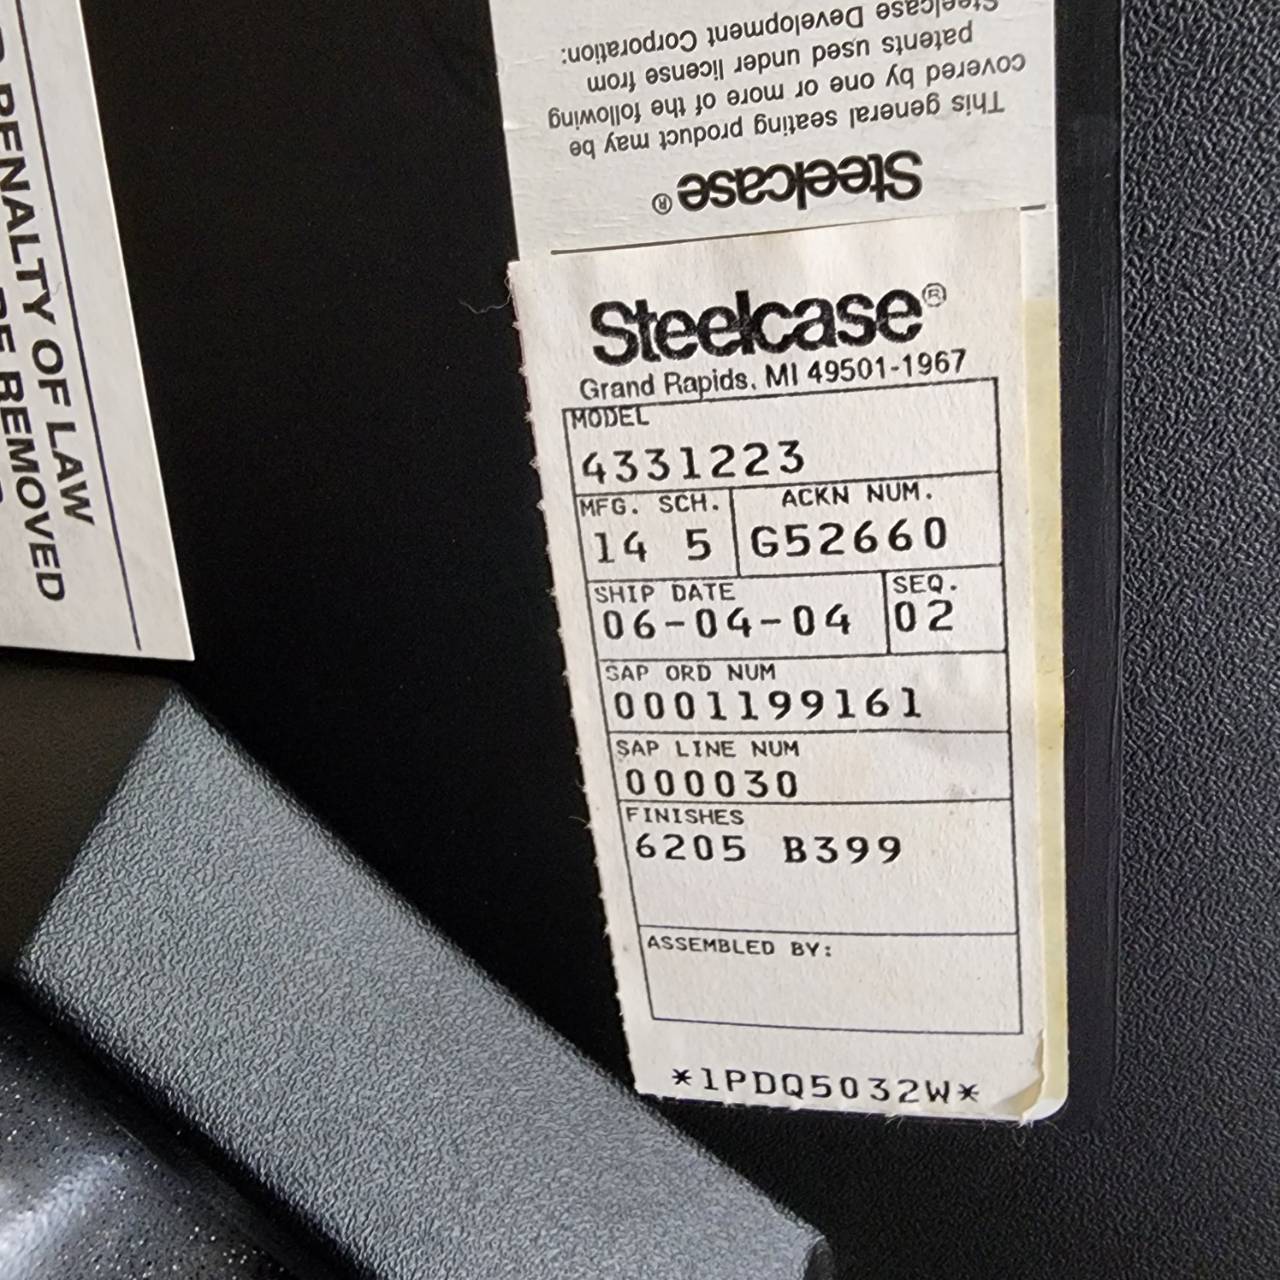 PENALTY OF LAW
BE REMOVED
Steelcase®
This general seating product may be
covered by one or more of the following
patents used under license from
Steelcase Development Corporation:
Steelcase®
Grand Rapids, MI 49501-1967
MODEL
4331223
MFG. SCH. ACKN NUM.
14 5 G52660
SHIP DATE SEQ.
06-04-04 02
SAP ORD NUM
0001199161
SAP LINE NUM
000030
FINISHES
6205 B399
ASSEMBLED BY:
*1PDQ5032W*